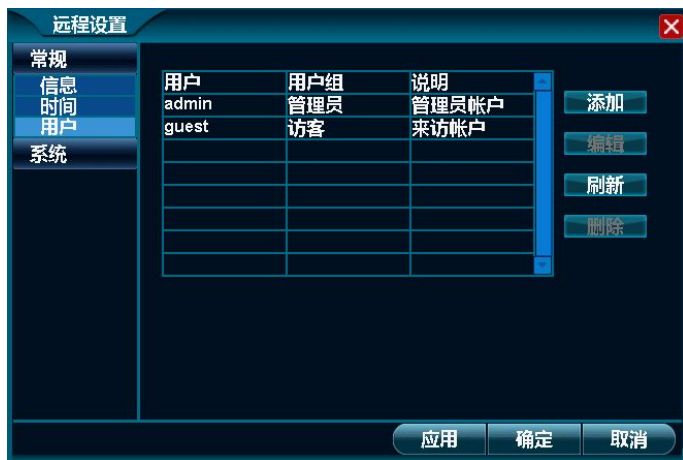 远程设置
常规
信息
时间
用户
系统
用户 用户组 说明
admin 管理员 管理员帐户
guest 访客 来访帐户
添加
编辑
刷新
删除
应用 确定 取消